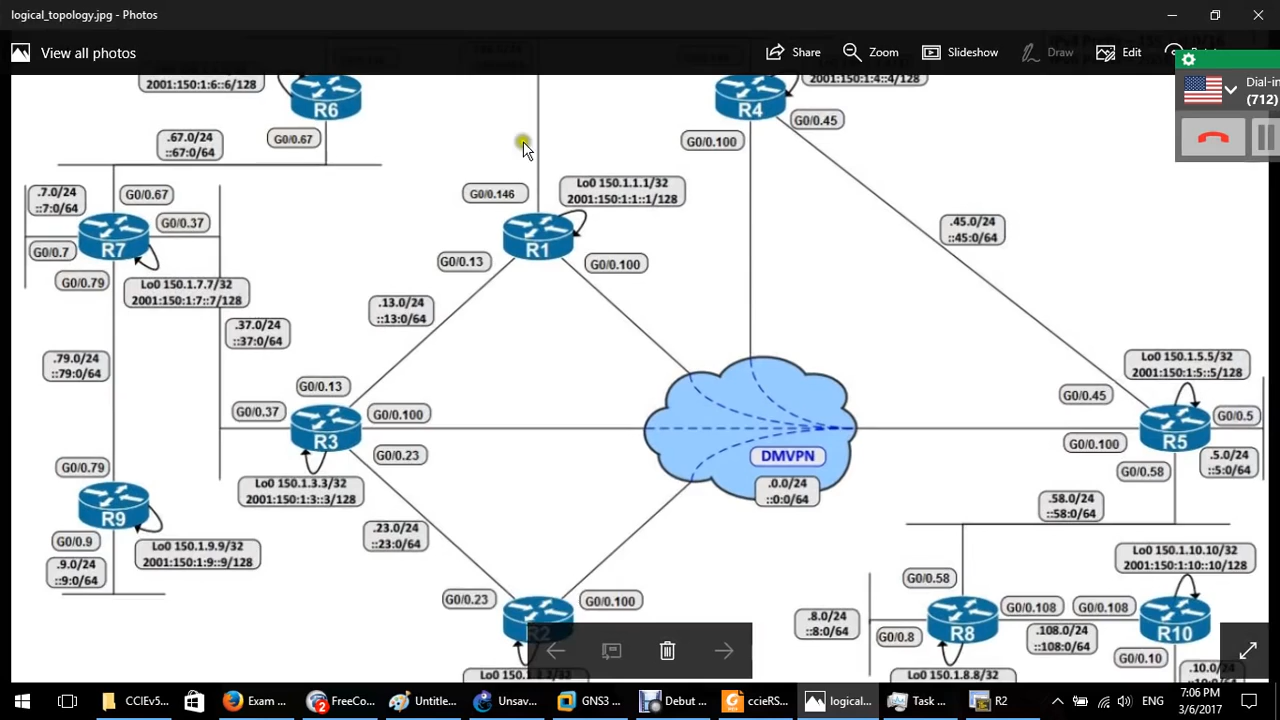 logical_topology.jpg - Photos
View all photos
Share
Zoom
Slideshow
Draw
Edit
Dial-in
(712)
2001:150:1:6::6/128
R6
G0/0.67
.67.0/24
::67:0/64
2001:150:1:4::4/128
R4
G0/0.45
G0/0.100
.7.0/24
::7:0/64
G0/0.67
G0/0.37
R7
G0/0.7
G0/0.79
Lo0 150.1.7.7/32
2001:150:1:7::7/128
G0/0.146
Lo0 150.1.1.1/32
2001:150:1:1::1/128
R1
G0/0.13
G0/0.100
.45.0/24
::45:0/64
.13.0/24
::13:0/64
.37.0/24
::37:0/64
.79.0/24
::79:0/64
G0/0.13
G0/0.37
G0/0.100
R3
G0/0.23
Lo0 150.1.3.3/32
2001:150:1:3::3/128
DMVPN
.0.0/24
::0:0/64
Lo0 150.1.5.5/32
2001:150:1:5::5/128
G0/0.45
G0/0.5
G0/0.100
R5
G0/0.58
.5.0/24
::5:0/64
G0/0.79
R9
G0/0.9
Lo0 150.1.9.9/32
2001:150:1:9::9/128
.9.0/24
::9:0/64
.23.0/24
::23:0/64
.58.0/24
::58:0/64
G0/0.23
G0/0.100
R2
Lo0 150.1.10.10/32
2001:150:1:10::10/128
G0/0.58
G0/0.108
G0/0.108
.8.0/24
::8:0/64
R8
G0/0.8
.108.0/24
::108:0/64
R10
G0/0.10
Lo0 150.1.8.8/32
.10.0/24
CCIEv5...
Exam ...
FreeCo...
Untitle...
Unsav...
GNS3 ...
Debut ...
ccieRS...
logical...
Task ...
R2
ENG
7:06 PM
3/6/2017